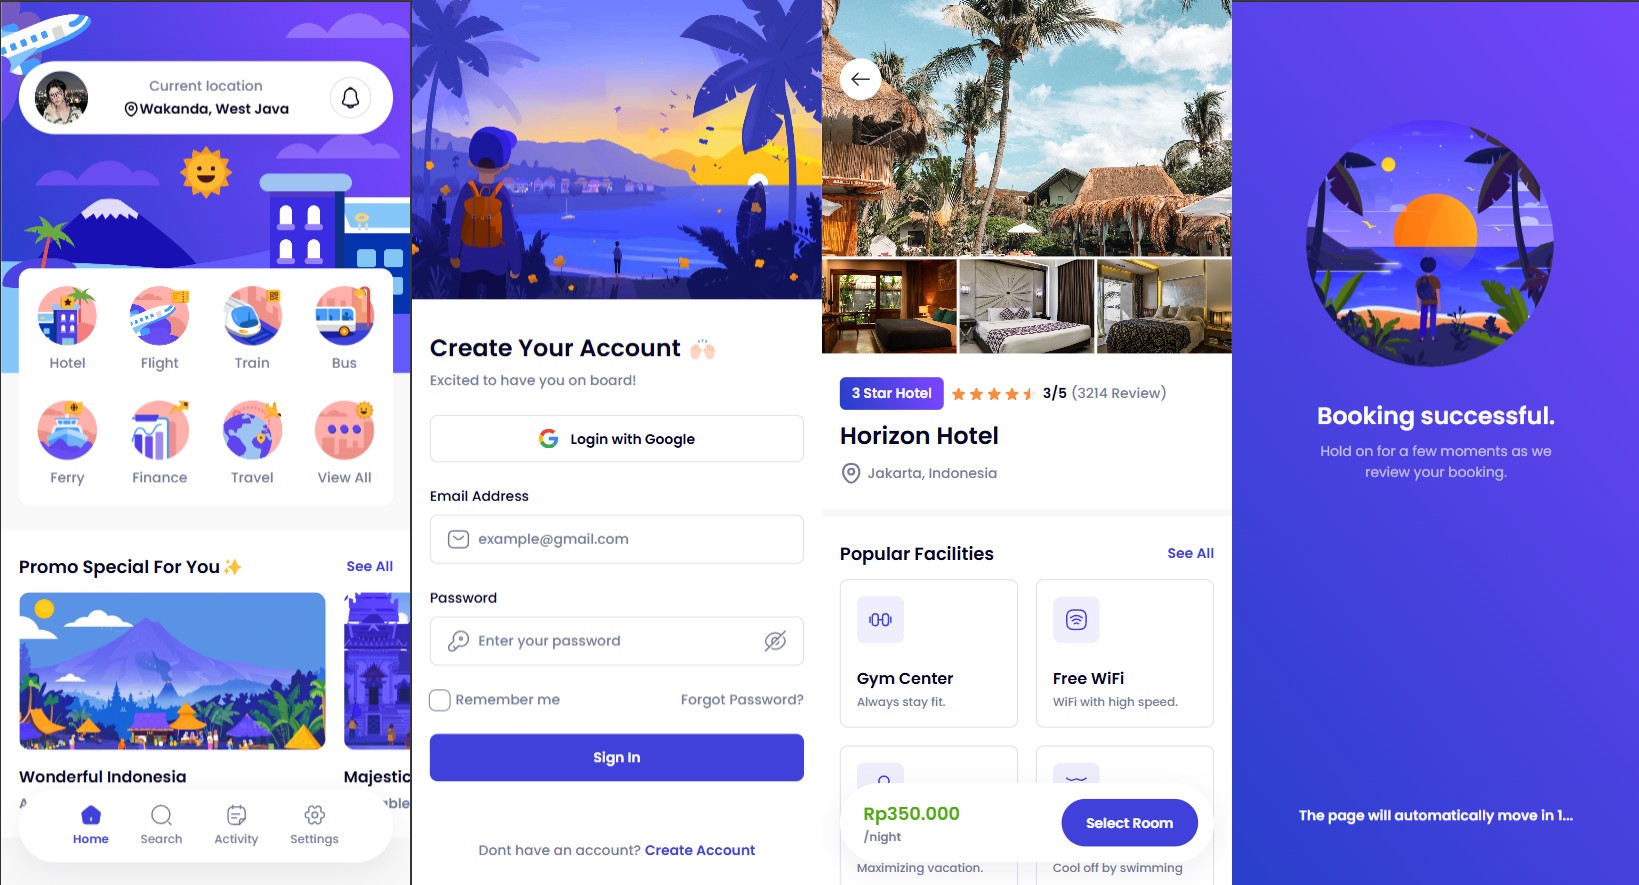 Current location
Wakanda, West Java
Hotel
Flight
Train
Bus
Ferry
Finance
Travel
View All
Promo Special For You
See All
Wonderful Indonesia
Majestic
Home
Search
Activity
Settings
Create Your Account
Excited to have you on board!
Login with Google
Email Address
example@gmail.com
Password
Enter your password
Remember me
Forgot Password?
Sign In
Dont have an account? Create Account
3 Star Hotel
3/5 (3214 Review)
Horizon Hotel
Jakarta, Indonesia
Popular Facilities
See All
Gym Center
Always stay fit.
Free WiFi
WiFi with high speed.
Rp350.000
/night
Select Room
Maximizing vacation.
Cool off by swimming
Booking successful.
Hold on for a few moments as we
review your booking.
The page will automatically move in 1...